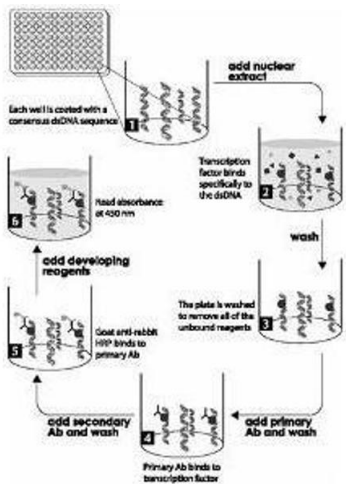 Each well is coated with a
consensus dsDNA sequence
1
add nuclear
extract
Transcription
factor binds
specifically to
the dsDNA
2
wash
The plate is washed
to remove all of the
unbound reagents
3
add primary
Ab and wash
4
Primary Ab binds to
transcription factor
add secondary
Ab and wash
5
Goat anti-rabbit
HRP binds to
primary Ab
add developing
reagents
6
Read absorbance
at 450 nm